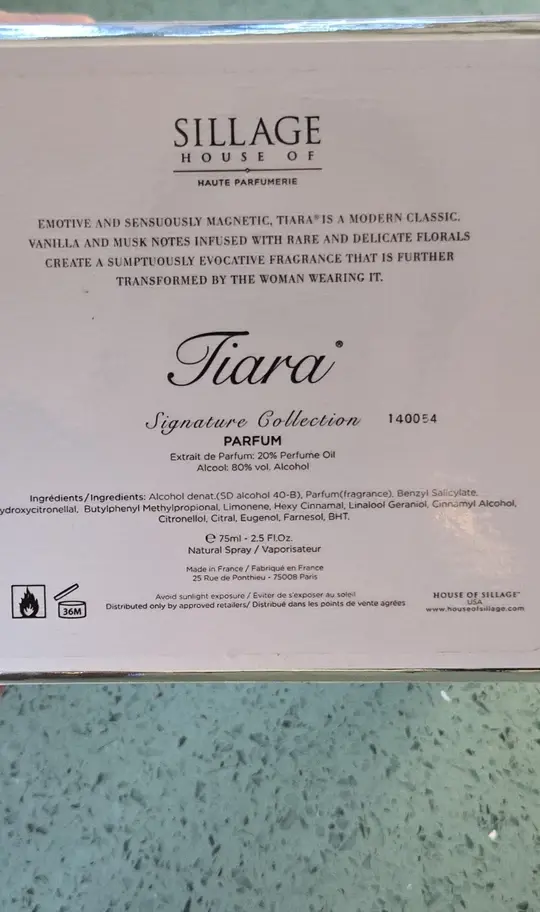 SILLAGE
HOUSE OF
HAUTE PARFUMERIE
EMOTIVE AND SENSUOUSLY MAGNETIC, TIARA® IS A MODERN CLASSIC.
VANILLA AND MUSK NOTES INFUSED WITH RARE AND DELICATE FLORALS
CREATE A SUMPTUOUSLY EVOCATIVE FRAGRANCE THAT IS FURTHER
TRANSFORMED BY THE WOMAN WEARING IT.
Tiara®
Signature Collection 140054
PARFUM
Extrait de Parfum: 20% Perfume Oil
Alcool: 80% vol. Alcohol
Ingrédients/Ingredients: Alcohol denat.(SD alcohol 40-B), Parfum(fragrance), Benzyl Salicylate,
ydroxycitronellal, Butylphenyl Methylpropional, Limonene, Hexy Cinnamal, Linalool Geraniol, Cinnamyl Alcohol,
Citronellol, Citral, Eugenol, Farnesol, BHT.
℮ 75ml - 2.5 Fl.Oz.
Natural Spray / Vaporisateur
Made in France / Fabriqué en France
25 Rue de Ponthieu - 75008 Paris
36M
Avoid sunlight exposure / Éviter de s'exposer au soleil
Distributed only by approved retailers/ Distribué dans les points de vente agréés
HOUSE OF SILLAGE™
USA
www.houseofsillage.com